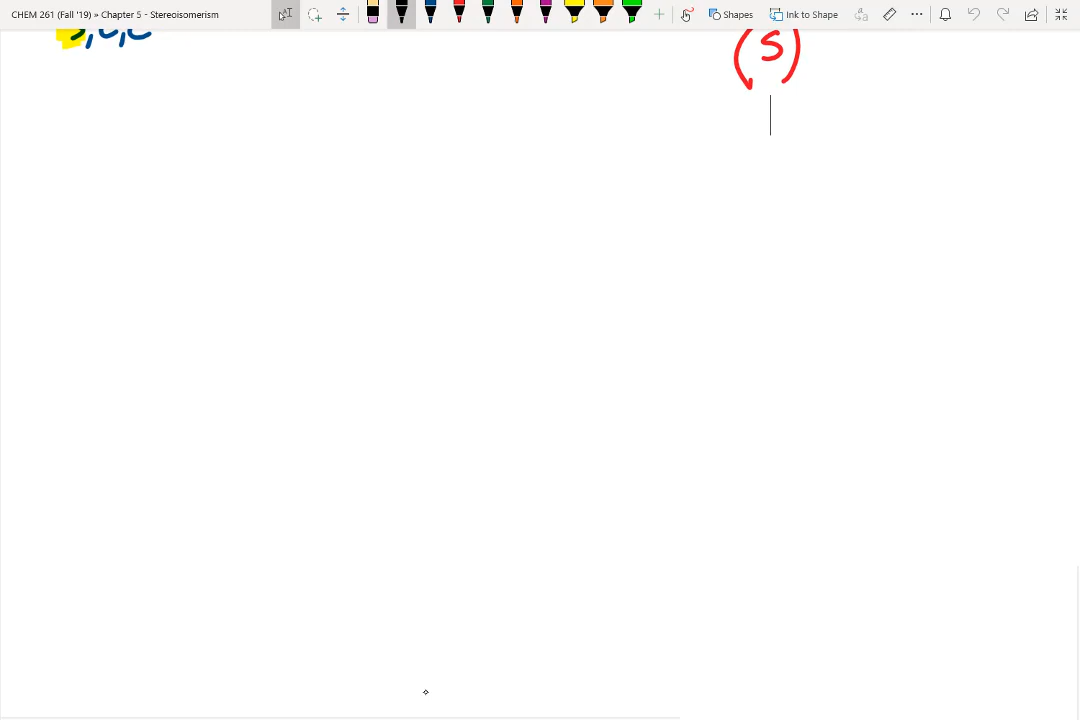 CHEM 261 (Fall '19) » Chapter 5 - Stereoisomerism
Shapes
Ink to Shape
(S)